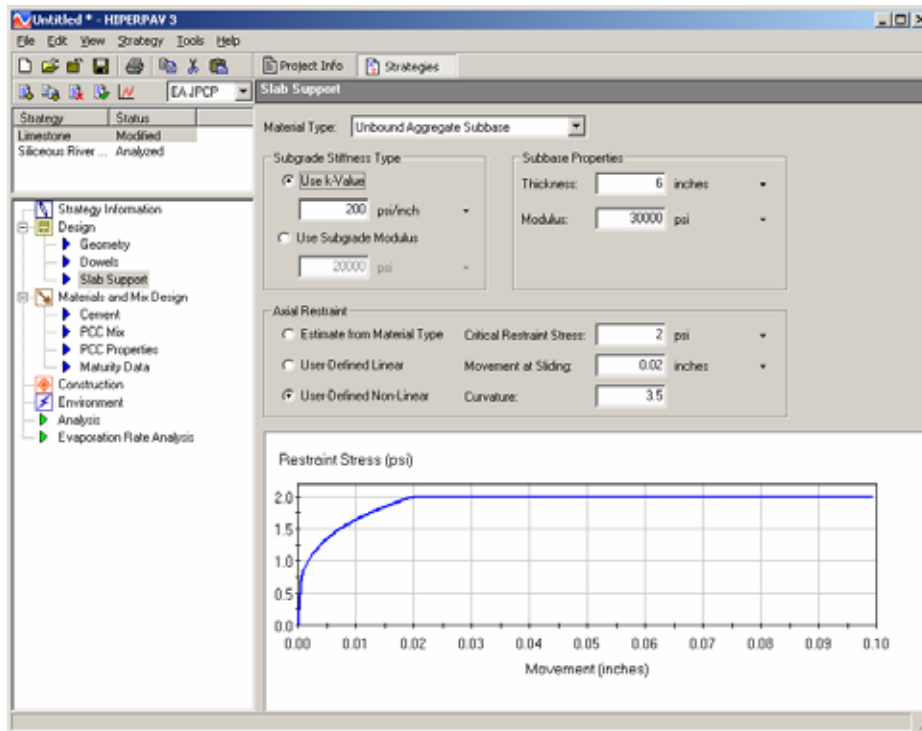 Untitled * - HIPERPAV 3
File Edit View Strategy Tools Help
Project Info Strategies
EAJPCP
Slab Support
Strategy Status
Limestone Modified
Siliceous River ... Analyzed
Material Type: Unbound Aggregate Subbase
Subgrade Stiffness Type
Use k-Value
200 psi/inch
Use Subgrade Modulus
20000 psi
Subbase Properties
Thickness: 6 inches
Modulus: 30000 psi
Strategy Information
Design
Geometry
Dowels
Slab Support
Materials and Mix Design
Cement
PCC Mix
PCC Properties
Maturity Data
Construction
Environment
Analysis
Evaporation Rate Analysis
Axial Restraint
Estimate from Material Type Critical Restraint Stress: 2 psi
User-Defined Linear Movement at Sliding: 0.02 inches
User-Defined Non-Linear Curvature: 3.5
Restraint Stress (psi)
2.0
1.5
1.0
0.5
0.0
0.00 0.01 0.02 0.03 0.04 0.05 0.06 0.07 0.08 0.09 0.10
Movement (inches)